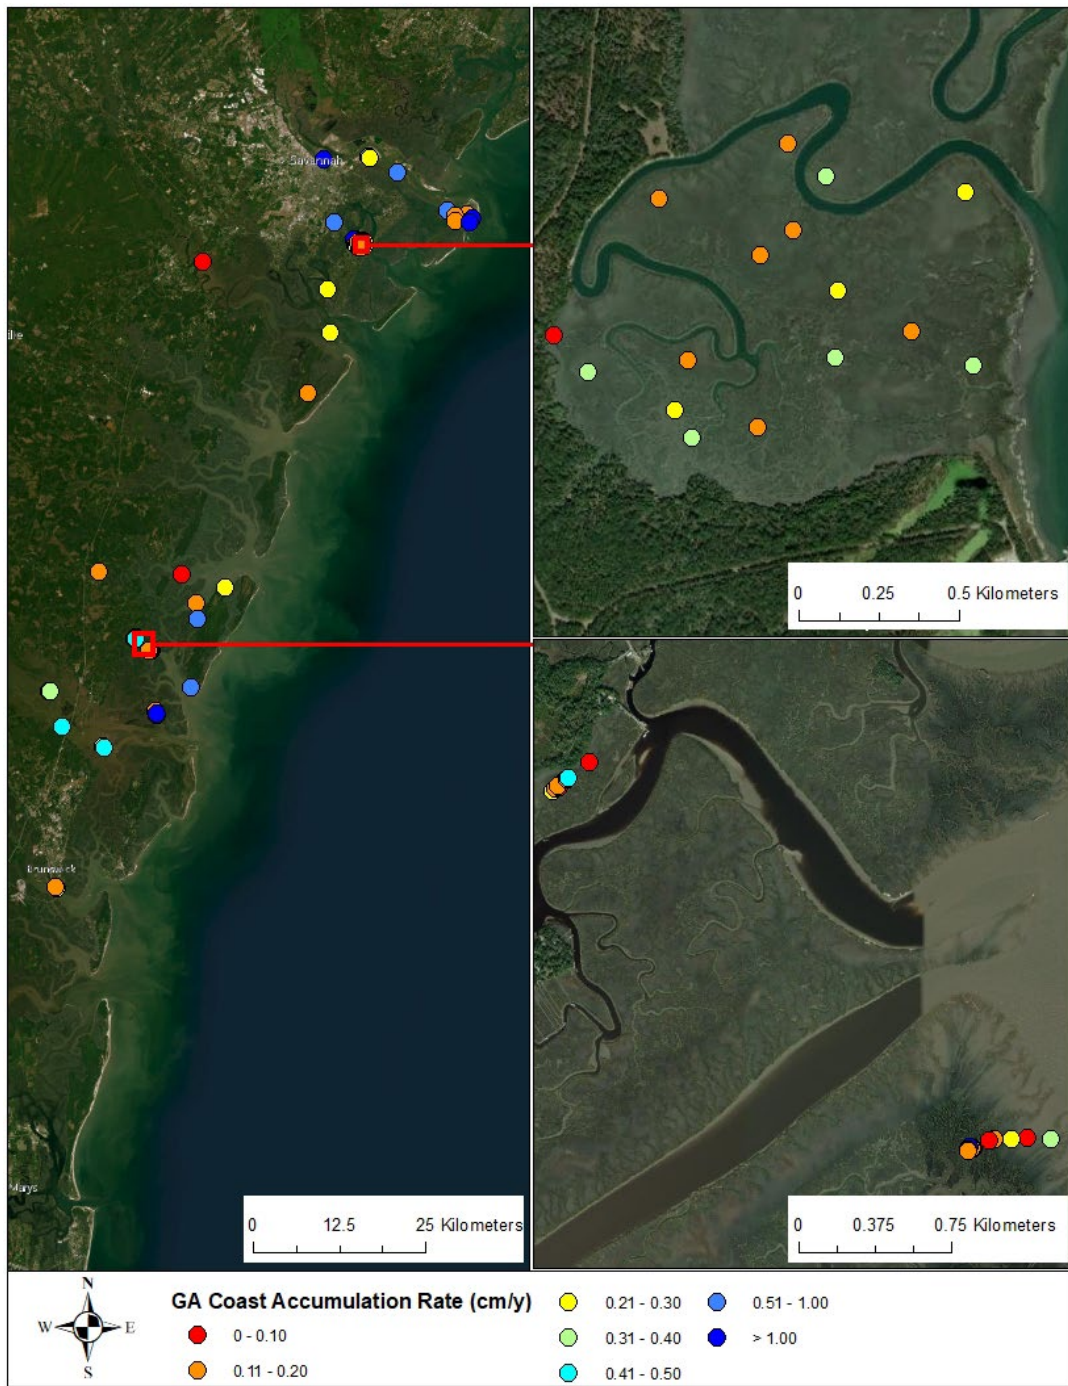 Savannah
ke
Brunswick
Marys
0 12.5 25 Kilometers
0 0.25 0.5 Kilometers
0 0.375 0.75 Kilometers
N
W E
S
GA Coast Accumulation Rate (cm/y)
0 - 0.10
0.11 - 0.20
0.21 - 0.30
0.31 - 0.40
0.41 - 0.50
0.51 - 1.00
> 1.00